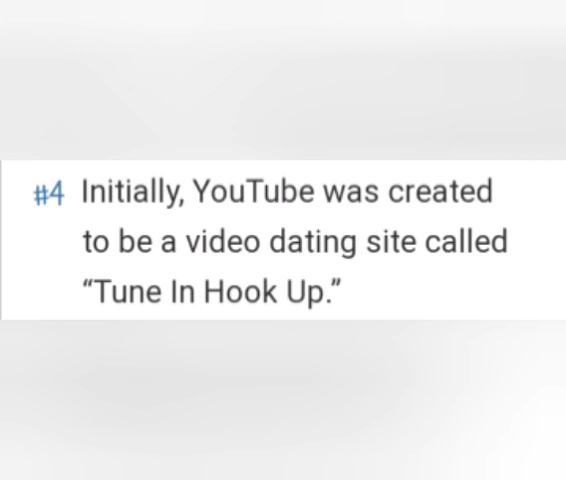 #4 Initially, YouTube was created
to be a video dating site called
“Tune In Hook Up.”